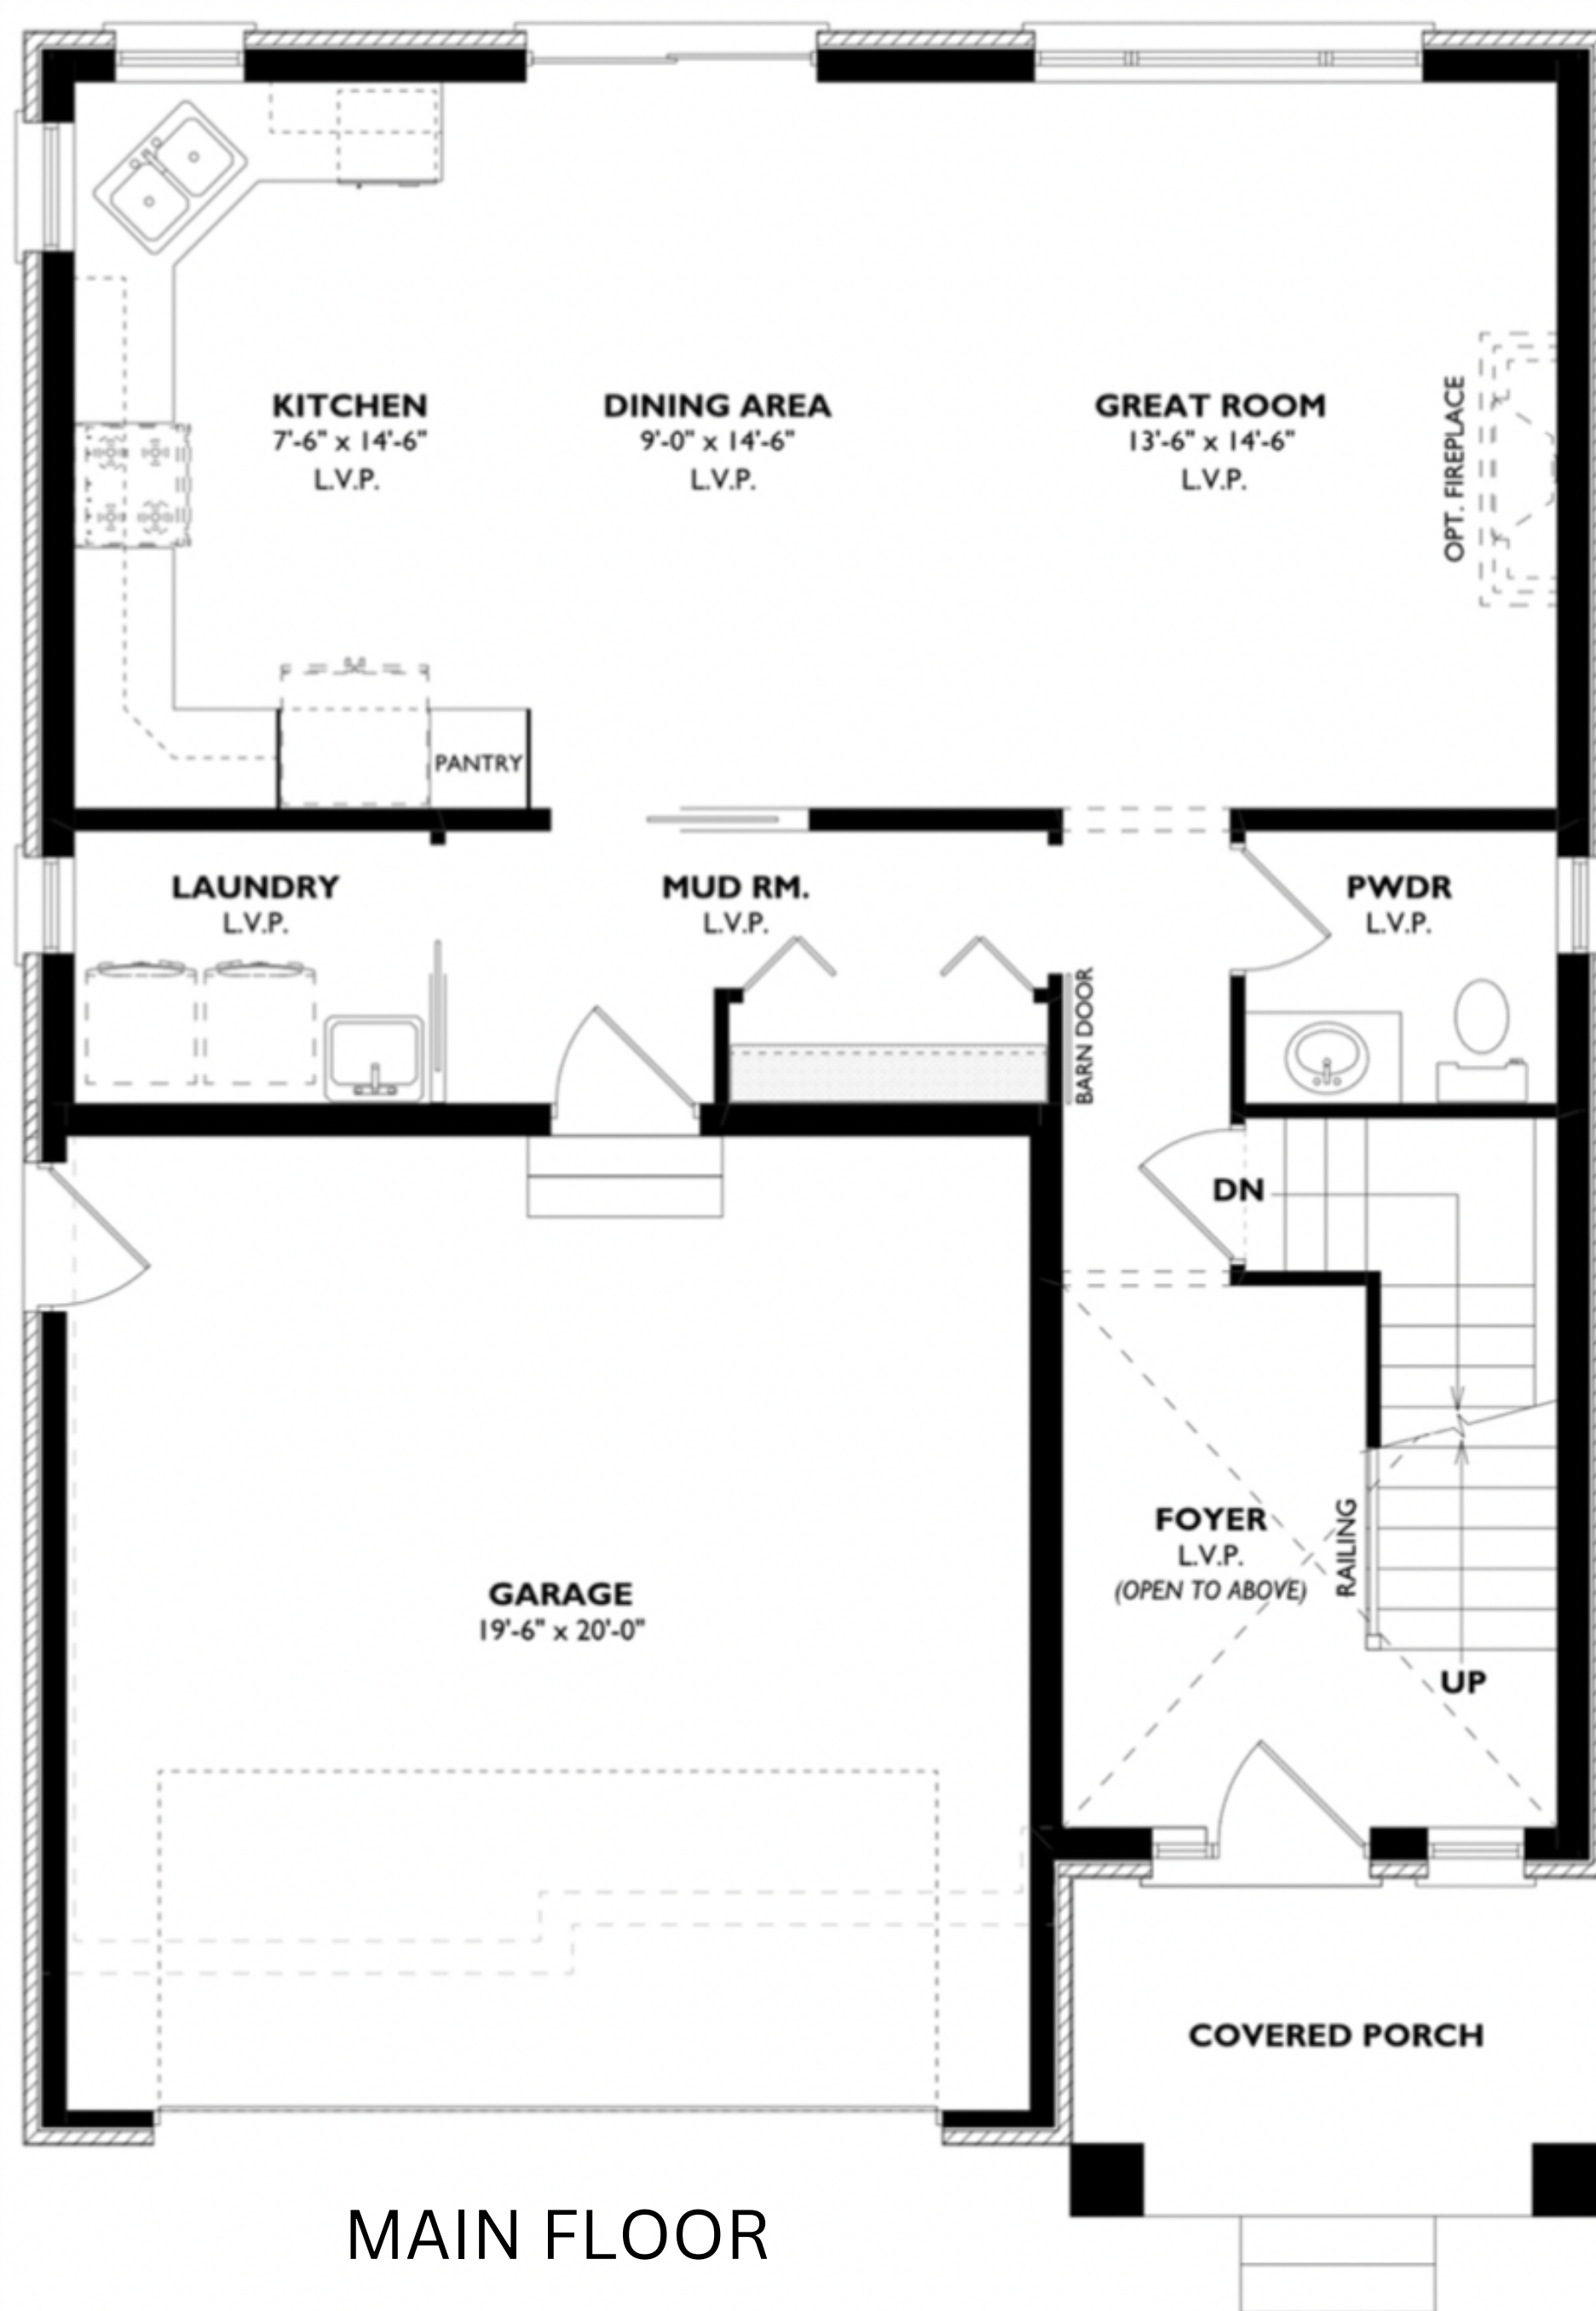 KITCHEN
7'-6" x 14'-6"
L.V.P.
DINING AREA
9'-0" x 14'-6"
L.V.P.
GREAT ROOM
13'-6" x 14'-6"
L.V.P.
OPT. FIREPLACE
PANTRY
LAUNDRY
L.V.P.
MUD RM.
L.V.P.
BARN DOOR
PWDR
L.V.P.
DN
FOYER
L.V.P.
(OPEN TO ABOVE)
RAILING
UP
GARAGE
19'-6" x 20'-0"
COVERED PORCH
MAIN FLOOR